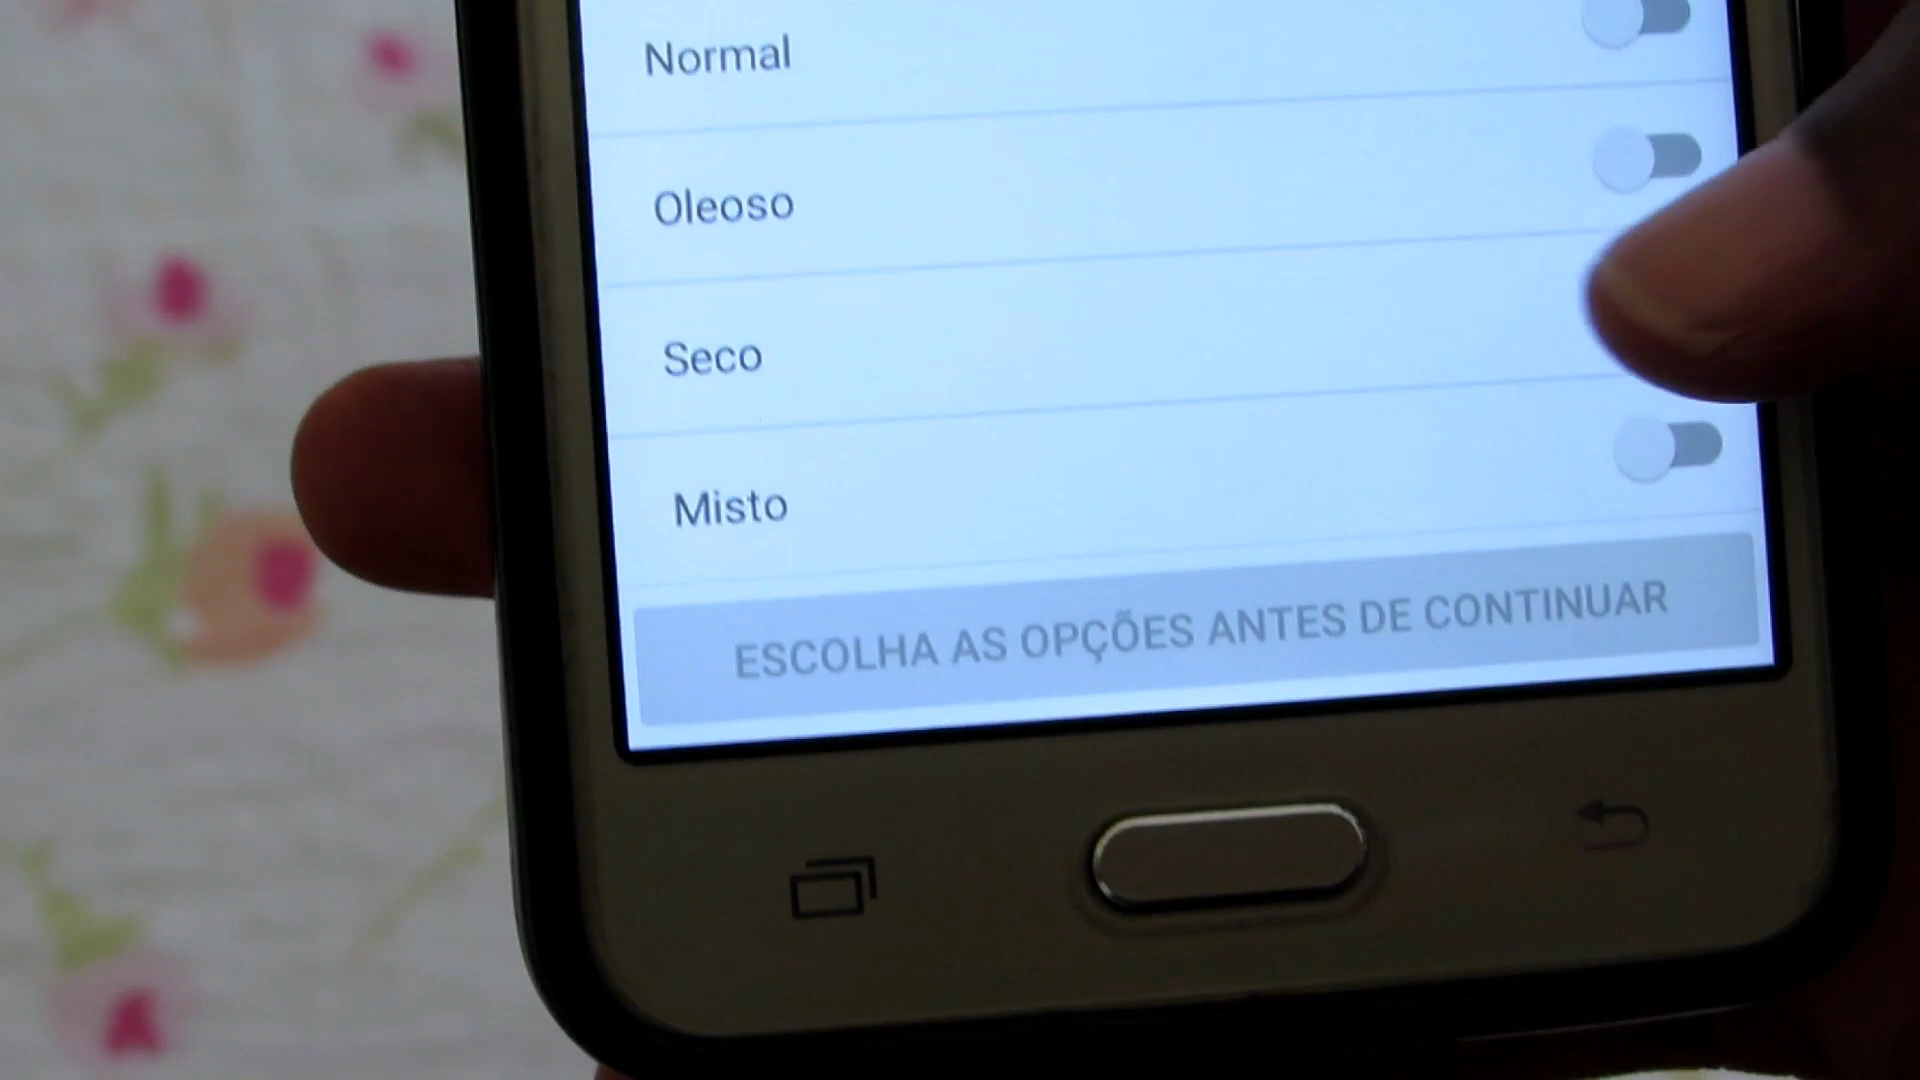 Normal
Oleoso
Seco
Misto
ESCOLHA AS OPÇÕES ANTES DE CONTINUAR